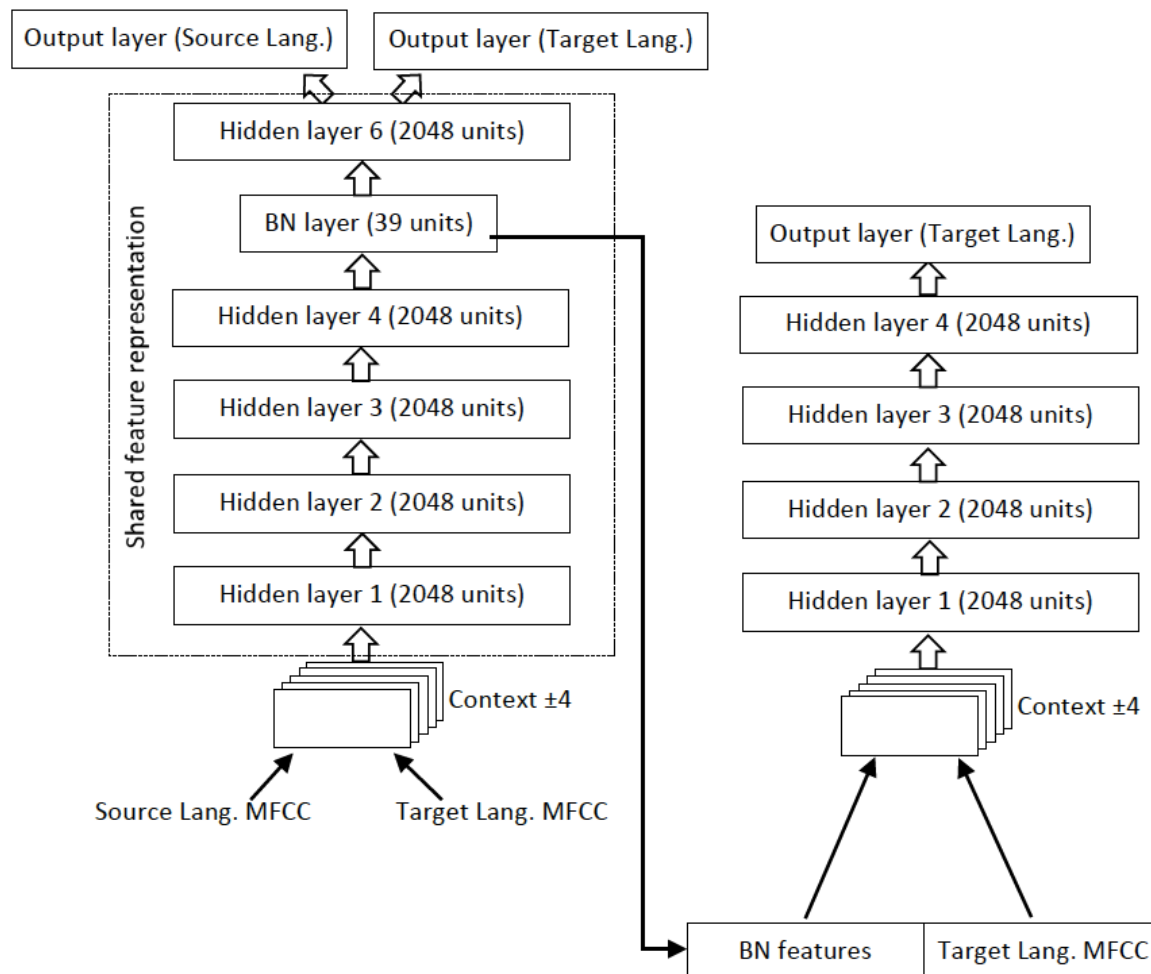 Output layer (Source Lang.)
Output layer (Target Lang.)
Hidden layer 6 (2048 units)
BN layer (39 units)
Hidden layer 4 (2048 units)
Hidden layer 3 (2048 units)
Hidden layer 2 (2048 units)
Hidden layer 1 (2048 units)
Shared feature representation
Context ±4
Source Lang. MFCC
Target Lang. MFCC
Output layer (Target Lang.)
Hidden layer 4 (2048 units)
Hidden layer 3 (2048 units)
Hidden layer 2 (2048 units)
Hidden layer 1 (2048 units)
Context ±4
BN features
Target Lang. MFCC